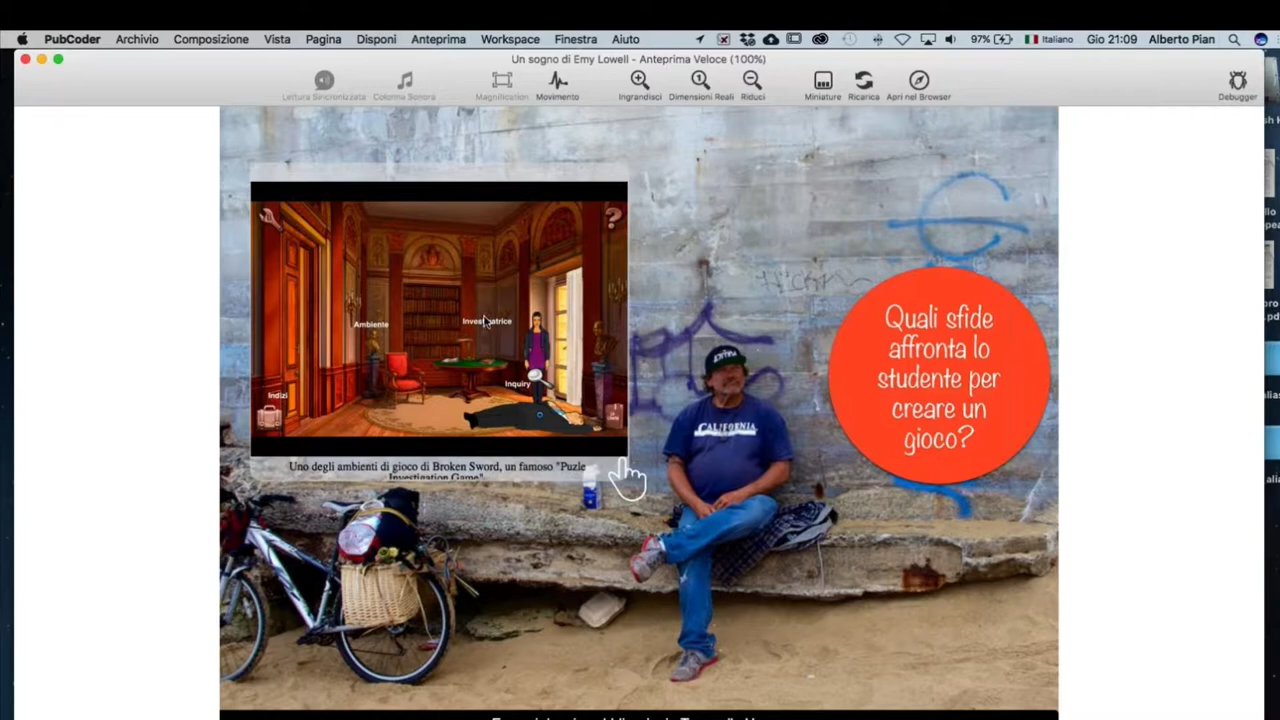 PubCoder Archivio Composizione Vista Pagina Disponi Anteprima Workspace Finestra Aiuto 97% Italiano Gio 21:09 Alberto Pian
Un sogno di Emy Lowell - Anteprima Veloce (100%)
Lettura Sincronizzata Colonna Sonora Magnification Movimento Ingrandisci Dimensioni Reali Riduci Miniature Ricarica Apri nel Browser Debugger
?
Ambiente
Investigatrice
Inquiry
Indizi
Uno degli ambienti di gioco di Broken Sword, un famoso "Puzle
Investigation Game".
CALIFORNIA
Quali sfide
affronta lo
studente per
creare un
gioco?